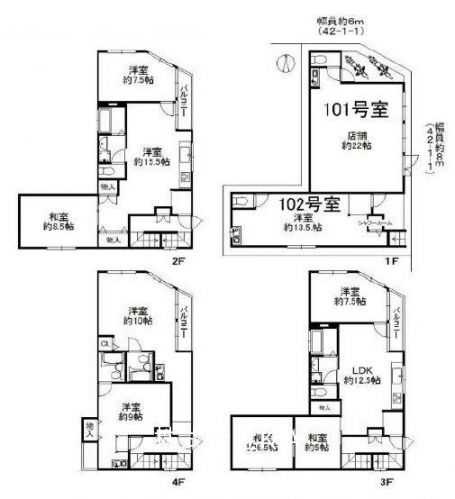 幅員約6m
(42-1-1)
洋室
約7.5帖
バルコニー
洋室
約15.5帖
物入
和室
約8.5帖
物入
2F
101号室
店舗
約22帖
幅員約8m
(42-1-1)
102号室
洋室
約13.5帖
シャワールーム
1F
洋室
約10帖
バルコニー
CL
洋室
約9帖
物入
4F
洋室
約7.5帖
バルコニー
LDK
約12.5帖
物入
和室
約6.5帖
和室
約6帖
3F